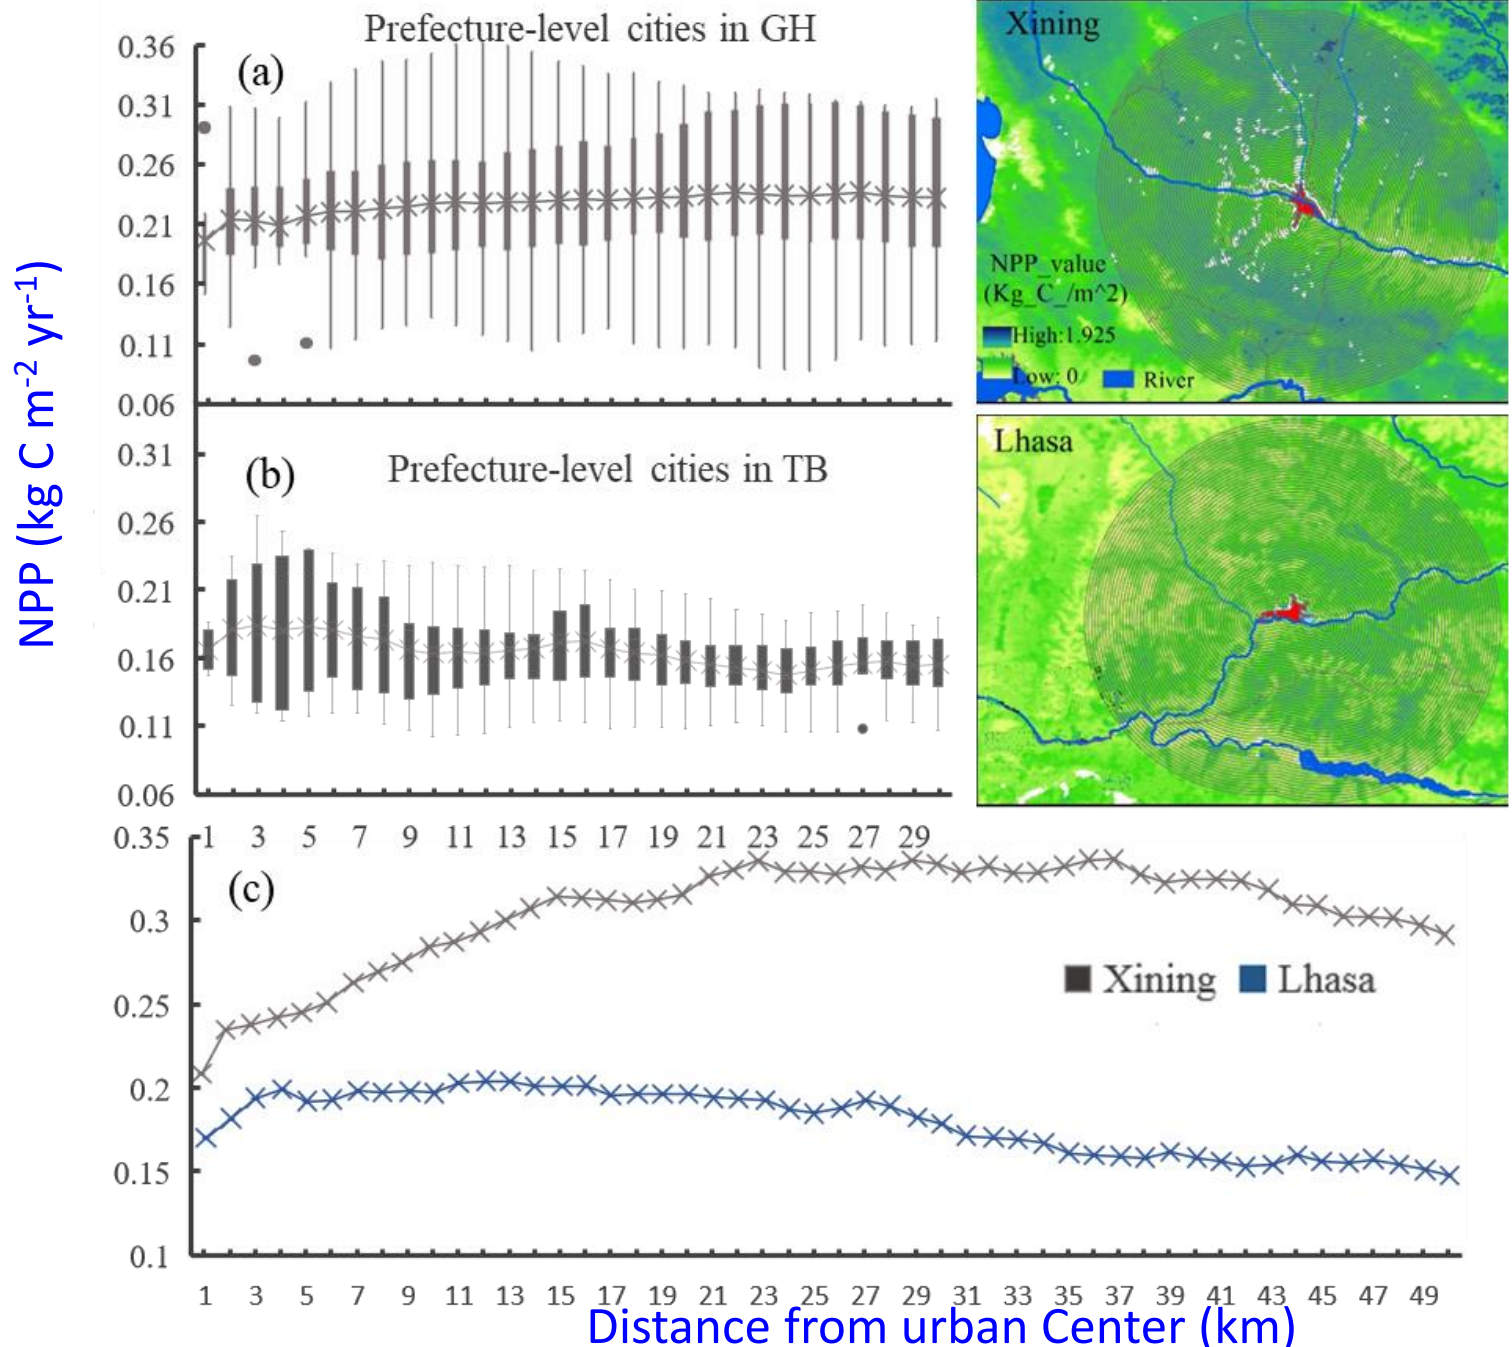 Prefecture-level cities in GH
(a)
0.36
0.31
0.26
0.21
0.16
0.11
0.06
Xining
NPP_value
(Kg_C_/m^2)
High:1.925
Low: 0
River
Prefecture-level cities in TB
(b)
0.31
0.26
0.21
0.16
0.11
0.06
Lhasa
1 3 5 7 9 11 13 15 17 19 21 23 25 27 29
(c)
0.35
0.3
0.25
0.2
0.15
0.1
Xining Lhasa
1 3 5 7 9 11 13 15 17 19 21 23 25 27 29 31 33 35 37 39 41 43 45 47 49
NPP (kg C m-2 yr-1)
Distance from urban Center (km)